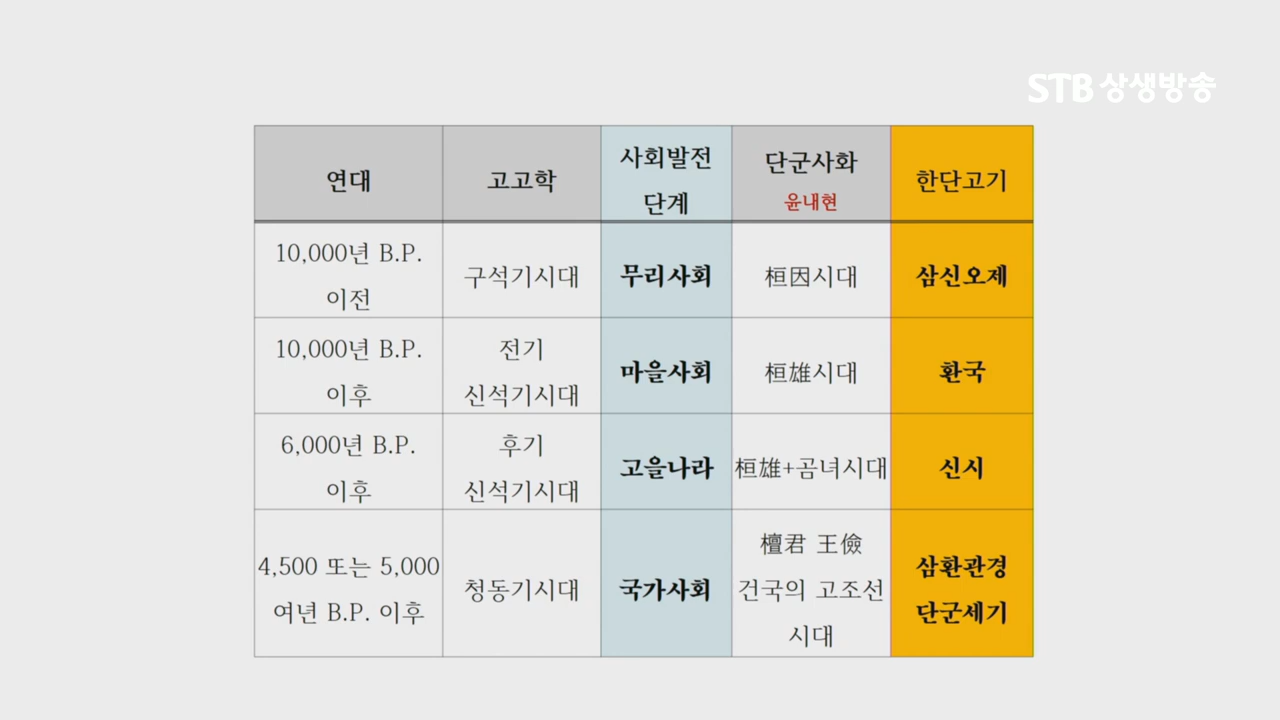 STB 상생방송
연대
고고학
사회발전
단계
단군사화
윤내현
한단고기
10,000년 B.P.
이전
구석기시대
무리사회
桓因시대
삼신오제
10,000년 B.P.
이후
전기
신석기시대
마을사회
桓雄시대
환국
6,000년 B.P.
이후
후기
신석기시대
고을나라
桓雄+곰녀시대
신시
4,500 또는 5,000
여년 B.P. 이후
청동기시대
국가사회
檀君 王儉
건국의 고조선
시대
삼환관경
단군세기